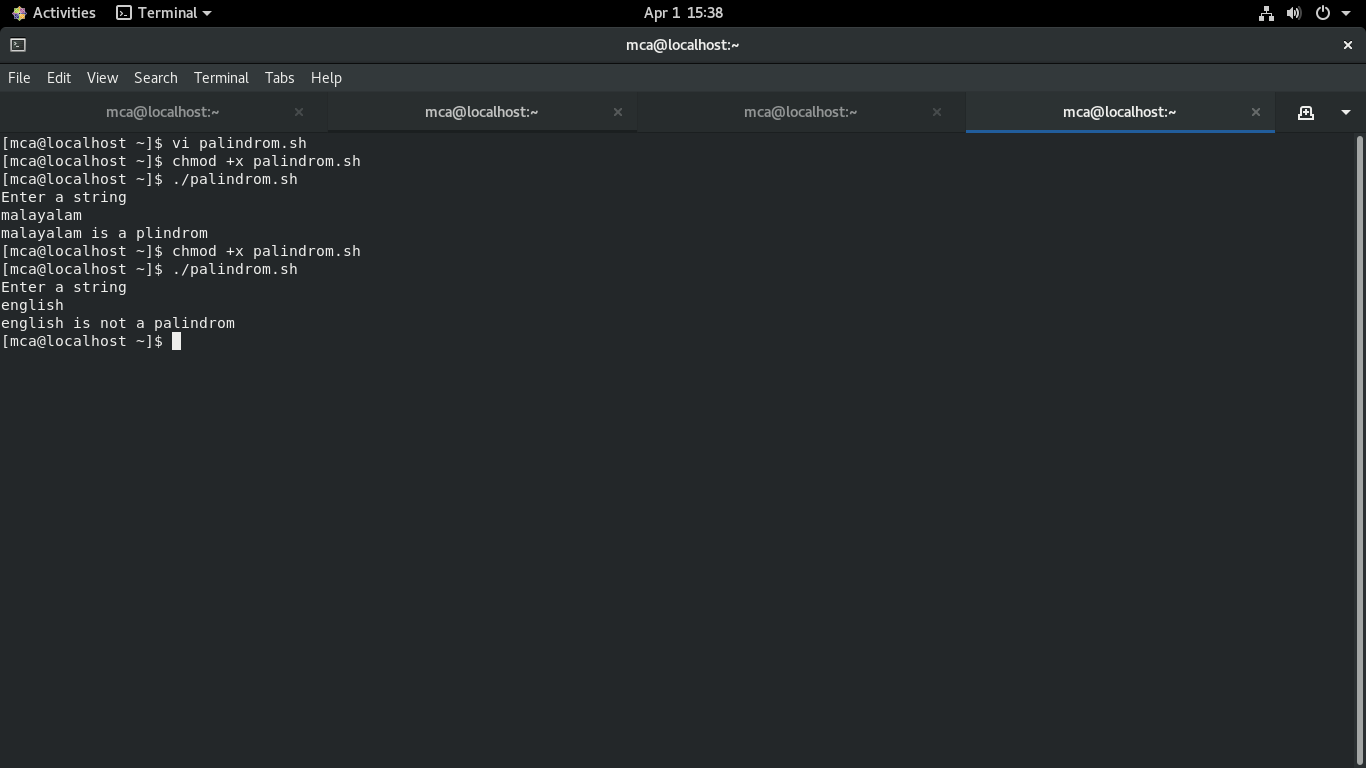 Activities Terminal Apr 1 15:38
mca@localhost:~
File Edit View Search Terminal Tabs Help
mca@localhost:~ mca@localhost:~ mca@localhost:~ mca@localhost:~
[mca@localhost ~]$ vi palindrom.sh
[mca@localhost ~]$ chmod +x palindrom.sh
[mca@localhost ~]$ ./palindrom.sh
Enter a string
malayalam
malayalam is a plindrom
[mca@localhost ~]$ chmod +x palindrom.sh
[mca@localhost ~]$ ./palindrom.sh
Enter a string
english
english is not a palindrom
[mca@localhost ~]$